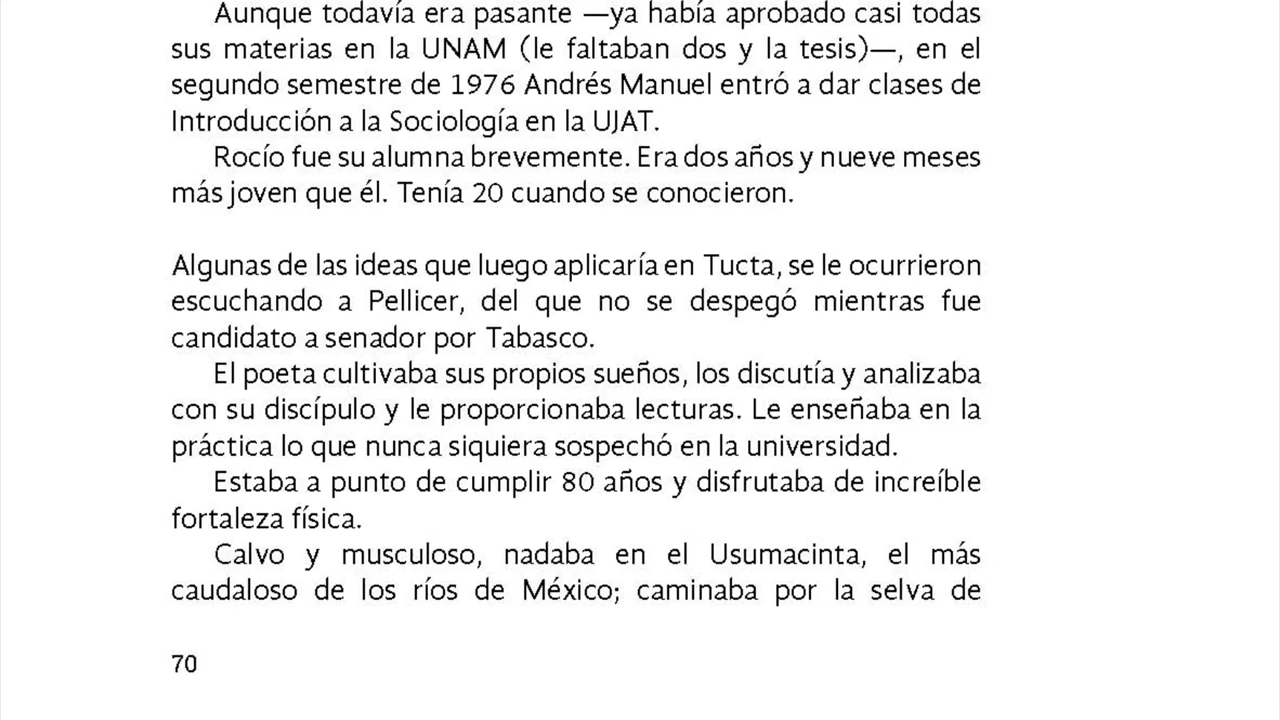 Aunque todavía era pasante —ya había aprobado casi todas
sus materias en la UNAM (le faltaban dos y la tesis)—, en el
segundo semestre de 1976 Andrés Manuel entró a dar clases de
Introducción a la Sociología en la UJAT.
Rocío fue su alumna brevemente. Era dos años y nueve meses
más joven que él. Tenía 20 cuando se conocieron.
Algunas de las ideas que luego aplicaría en Tucta, se le ocurrieron
escuchando a Pellicer, del que no se despegó mientras fue
candidato a senador por Tabasco.
El poeta cultivaba sus propios sueños, los discutía y analizaba
con su discípulo y le proporcionaba lecturas. Le enseñaba en la
práctica lo que nunca siquiera sospechó en la universidad.
Estaba a punto de cumplir 80 años y disfrutaba de increíble
fortaleza física.
Calvo y musculoso, nadaba en el Usumacinta, el más
caudaloso de los ríos de México; caminaba por la selva de
70